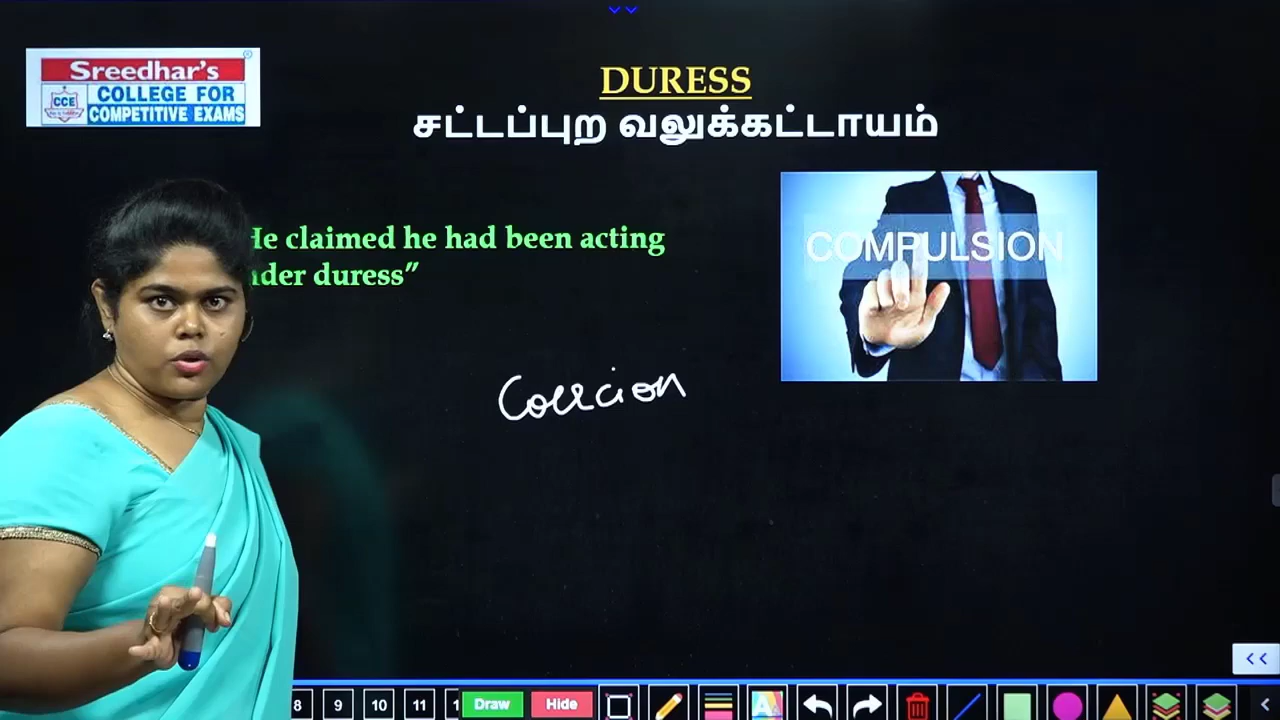 Sreedhar's
CCE
COLLEGE FOR
COMPETITIVE EXAMS
DURESS
சட்டப்புற வலுக்கட்டாயம்
He claimed he had been acting
duress”
COMPULSION
Coercion
8 9 10 11 Draw Hide